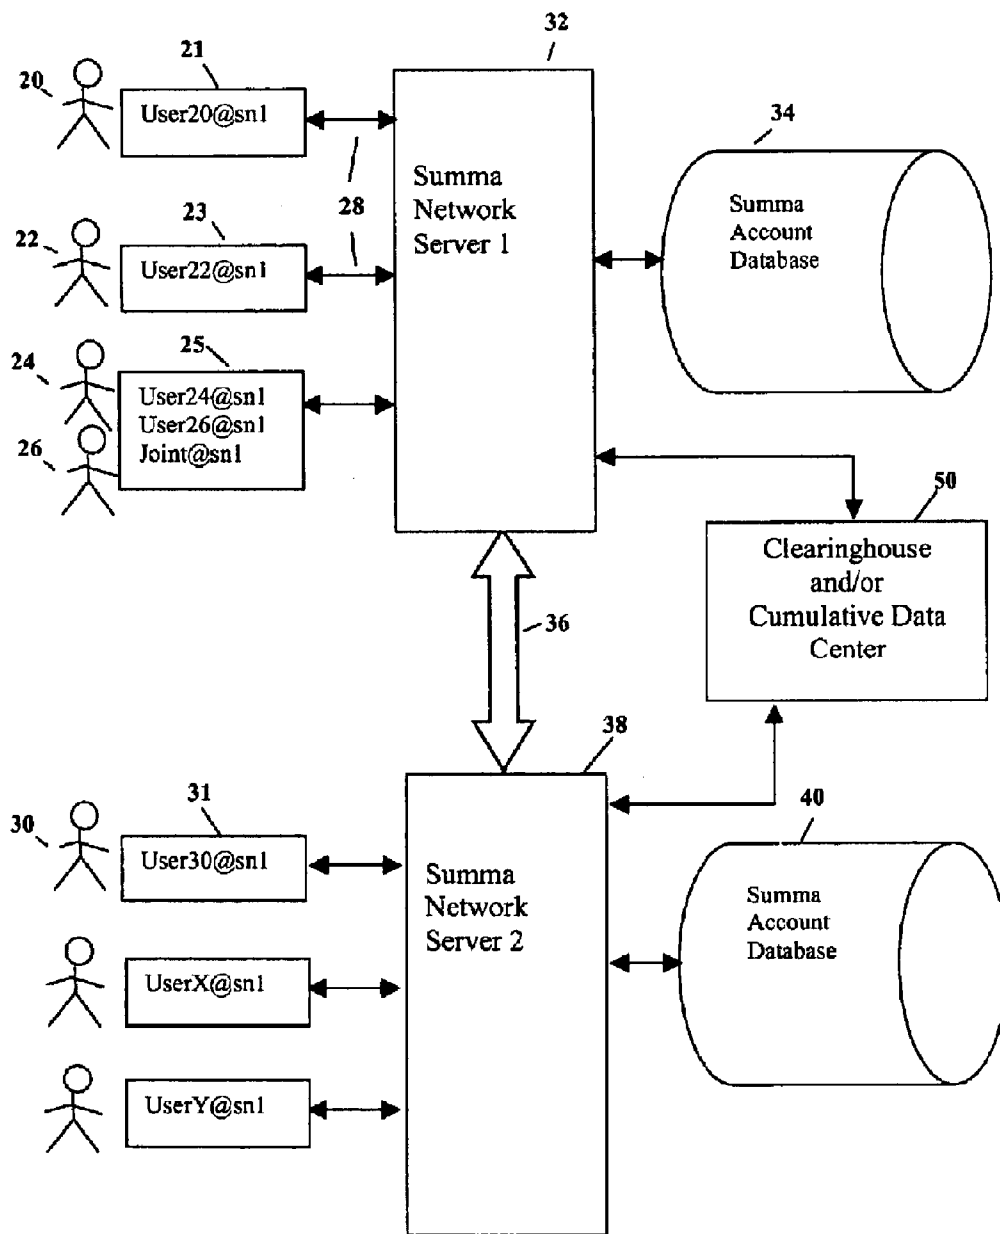 32
21
20
User20@sn1
34
28
Summa
Network
Server 1
Summa
Account
Database
23
22
User22@sn1
25
24
User24@sn1
User26@sn1
Joint@sn1
26
50
Clearinghouse
and/or
Cumulative Data
Center
36
38
31
30
User30@sn1
40
Summa
Network
Server 2
Summa
Account
Database
UserX@sn1
UserY@sn1